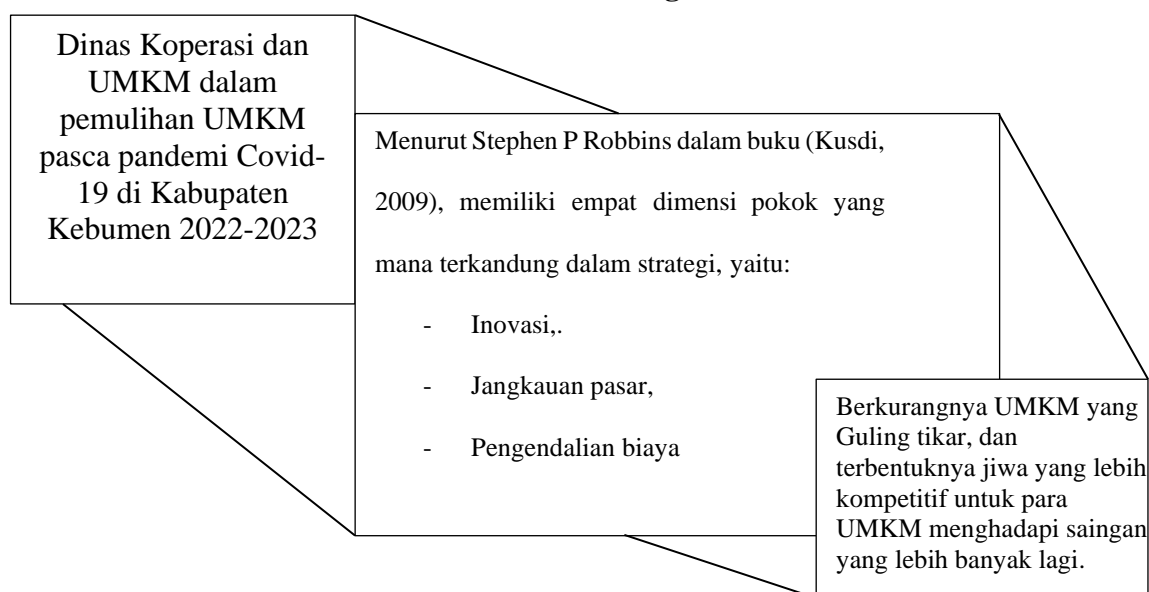 Dinas Koperasi dan
UMKM dalam
pemulihan UMKM
pasca pandemi Covid-
19 di Kabupaten
Kebumen 2022-2023
Menurut Stephen P Robbins dalam buku (Kusdi,
2009), memiliki empat dimensi pokok yang
mana terkandung dalam strategi, yaitu:
- Inovasi,.
- Jangkauan pasar,
- Pengendalian biaya
Berkurangnya UMKM yang
Guling tikar, dan
terbentuknya jiwa yang lebih
kompetitif untuk para
UMKM menghadapi saingan
yang lebih banyak lagi.